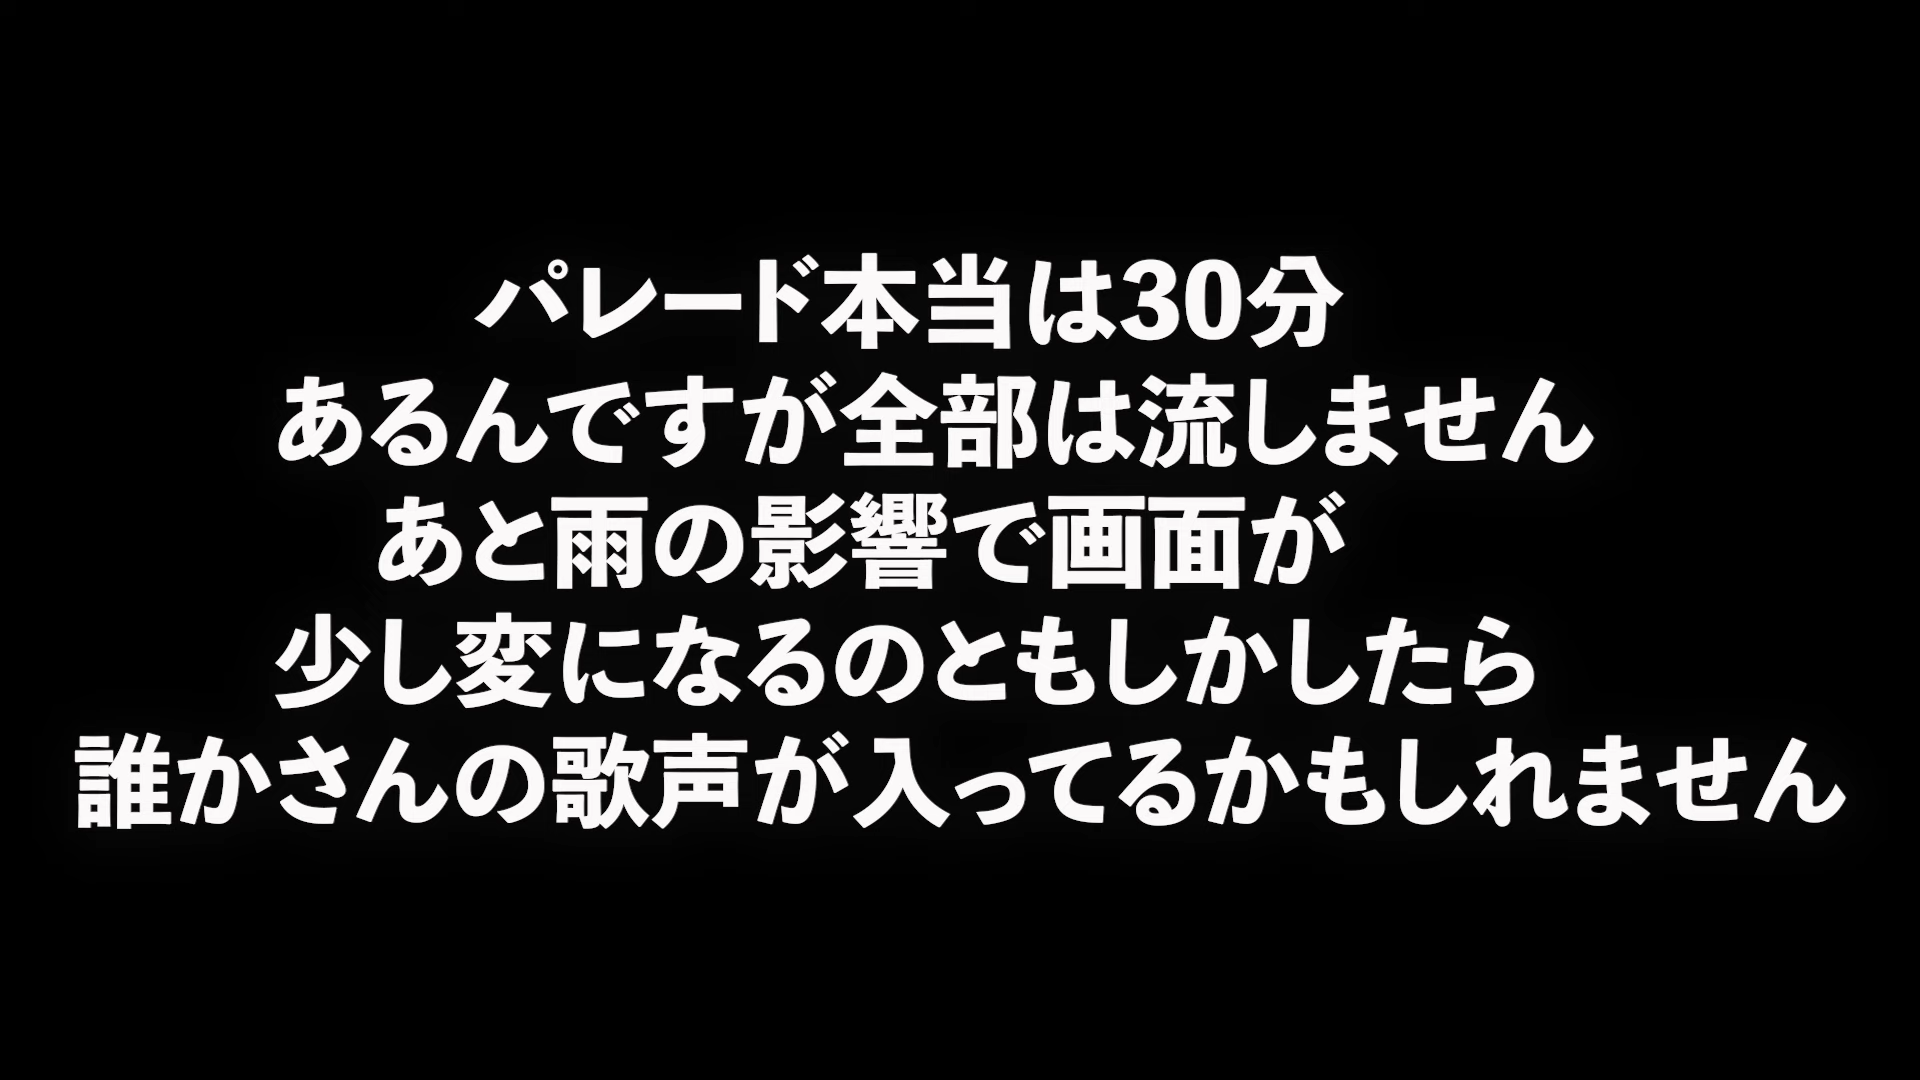 パレード本当は30分
あるんですが全部は流しません
あと雨の影響で画面が
少し変になるのともしかしたら
誰かさんの歌声が入ってるかもしれません